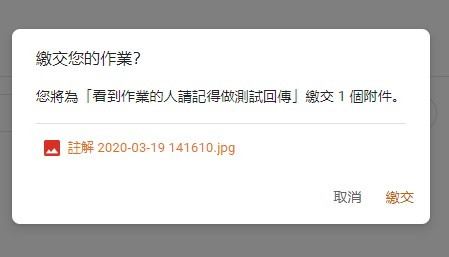 繳交您的作業?
您將為「看到作業的人請記得做測試回傳」繳交 1 個附件。
註解 2020-03-19 141610.jpg
取消 繳交